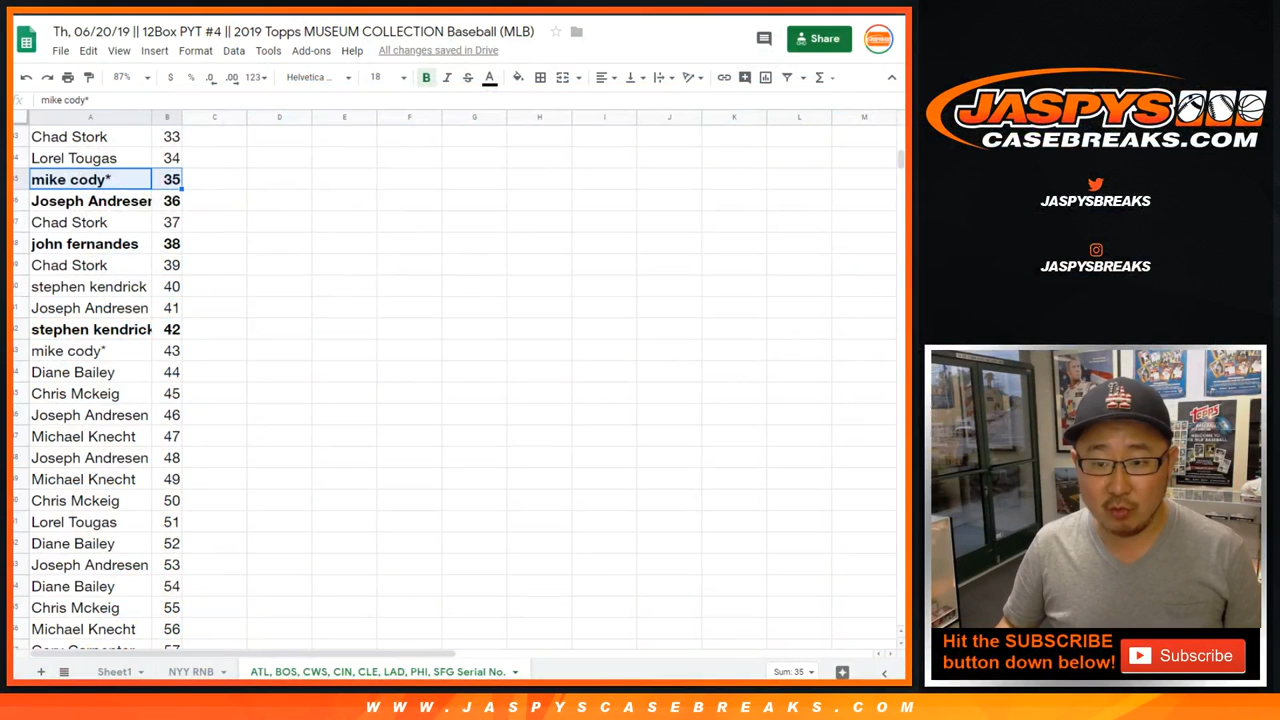 Th, 06/20/19 || 12Box PYT #4 || 2019 Topps MUSEUM COLLECTION Baseball (MLB)
File Edit View Insert Format Data Tools Add-ons Help All changes saved in Drive
Share
87% $ % .0 .00 123 Helvetica ... 18 B I S A
fx mike cody*
A B C D E F G H I J K L M
Chad Stork 33
Lorel Tougas 34
mike cody* 35
Joseph Andresen 36
Chad Stork 37
john fernandes 38
Chad Stork 39
stephen kendrick 40
Joseph Andresen 41
stephen kendrick 42
mike cody* 43
Diane Bailey 44
Chris Mckeig 45
Joseph Andresen 46
Michael Knecht 47
Joseph Andresen 48
Michael Knecht 49
Chris Mckeig 50
Lorel Tougas 51
Diane Bailey 52
Joseph Andresen 53
Diane Bailey 54
Chris Mckeig 55
Michael Knecht 56
Gary Carpenter 57
+ Sheet1 NYY RNB ATL, BOS, CWS, CIN, CLE, LAD, PHI, SFG Serial No. Sum: 35
JASPYS
CASEBREAKS.COM
JASPYSBREAKS
JASPYSBREAKS
topps
LA
Hit the SUBSCRIBE
button down below!
Subscribe
WWW.JASPYSCASEBREAKS.COM